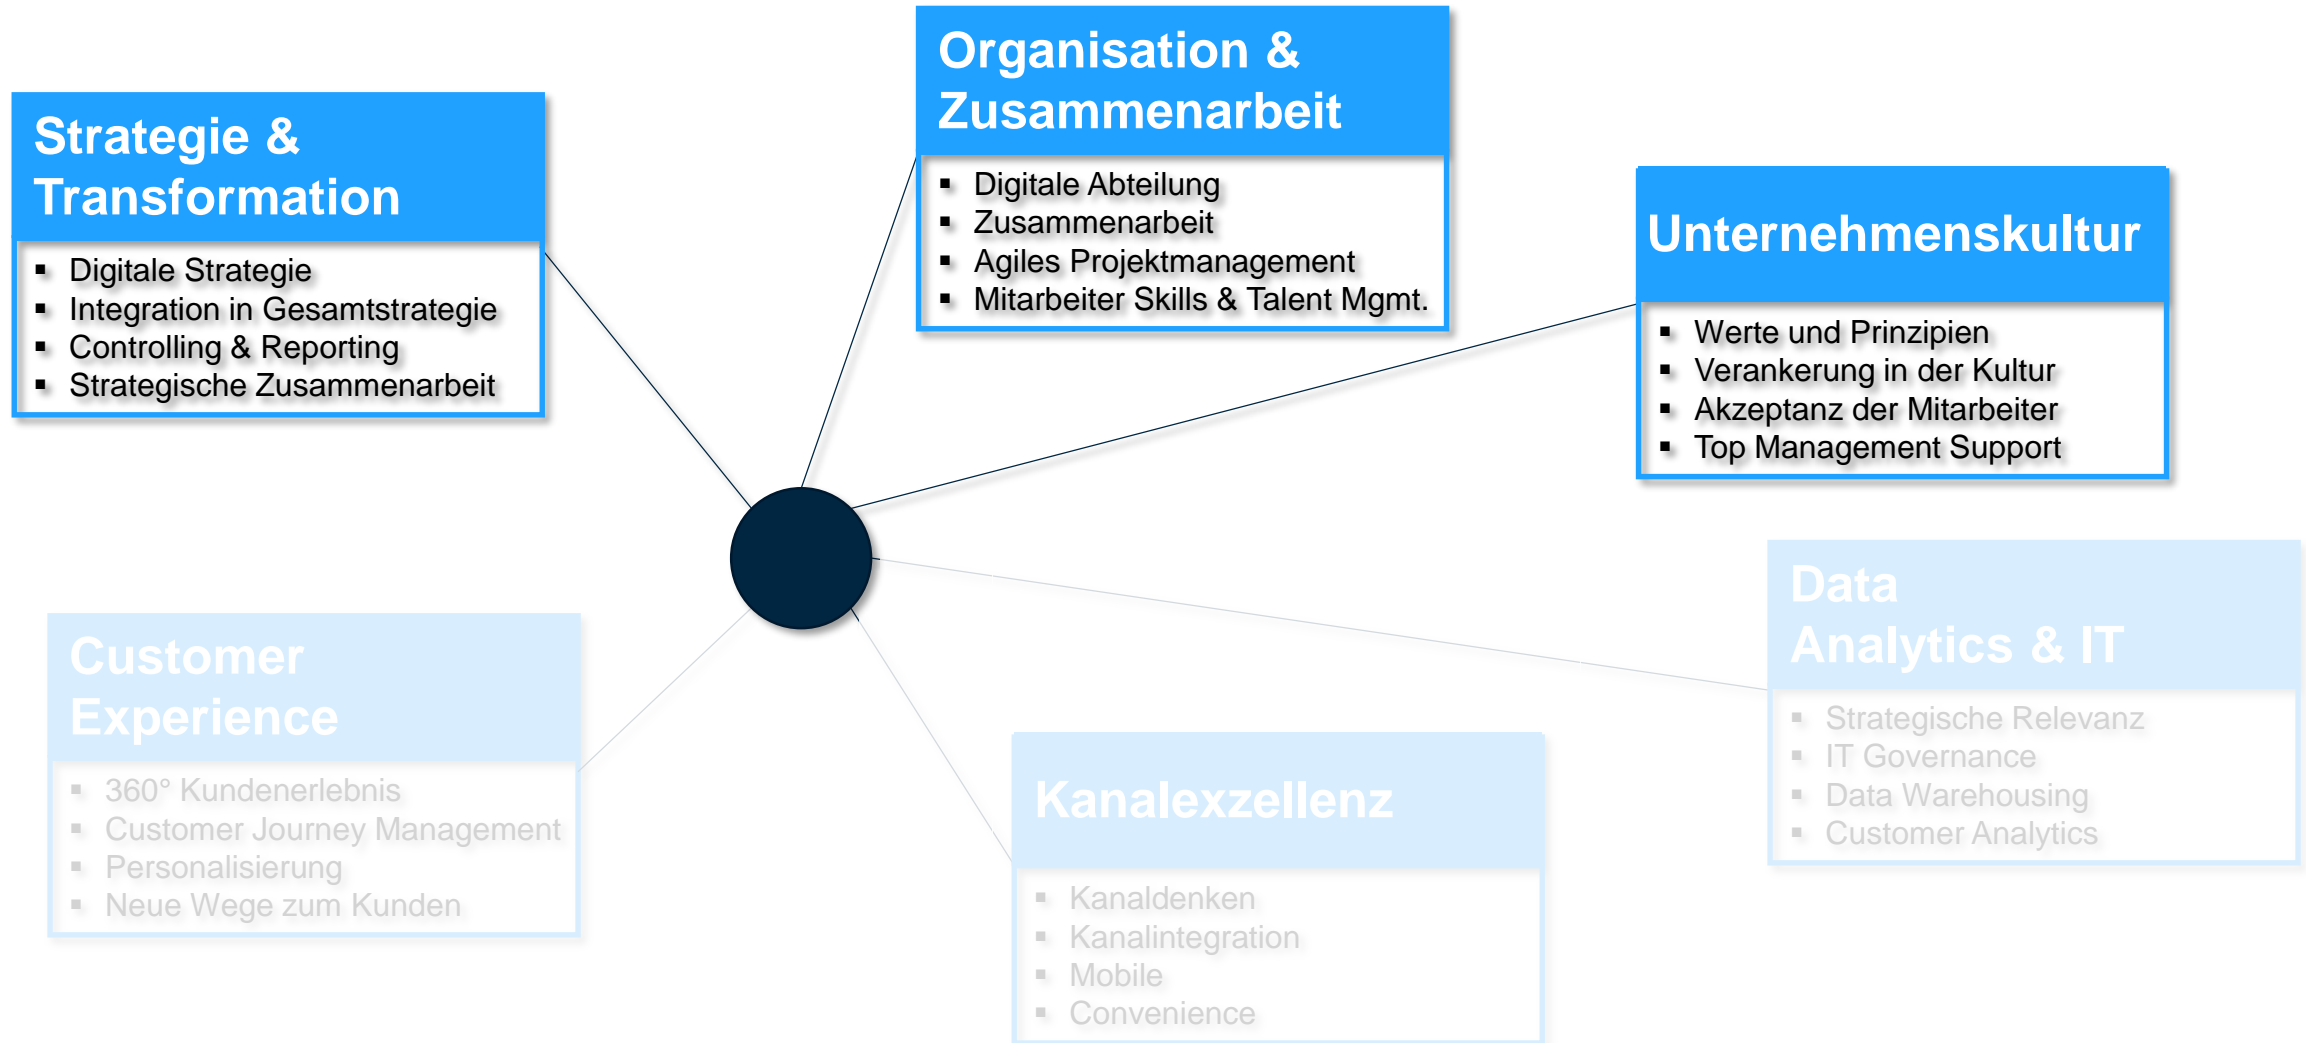 Strategie &
Transformation
▪ Digitale Strategie
▪ Integration in Gesamtstrategie
▪ Controlling & Reporting
▪ Strategische Zusammenarbeit
Organisation &
Zusammenarbeit
▪ Digitale Abteilung
▪ Zusammenarbeit
▪ Agiles Projektmanagement
▪ Mitarbeiter Skills & Talent Mgmt.
Unternehmenskultur
▪ Werte und Prinzipien
▪ Verankerung in der Kultur
▪ Akzeptanz der Mitarbeiter
▪ Top Management Support
Customer
Experience
▪ 360° Kundenerlebnis
▪ Customer Journey Management
▪ Personalisierung
▪ Neue Wege zum Kunden
Kanalexzellenz
▪ Kanaldenken
▪ Kanalintegration
▪ Mobile
▪ Convenience
Data
Analytics & IT
▪ Strategische Relevanz
▪ IT Governance
▪ Data Warehousing
▪ Customer Analytics